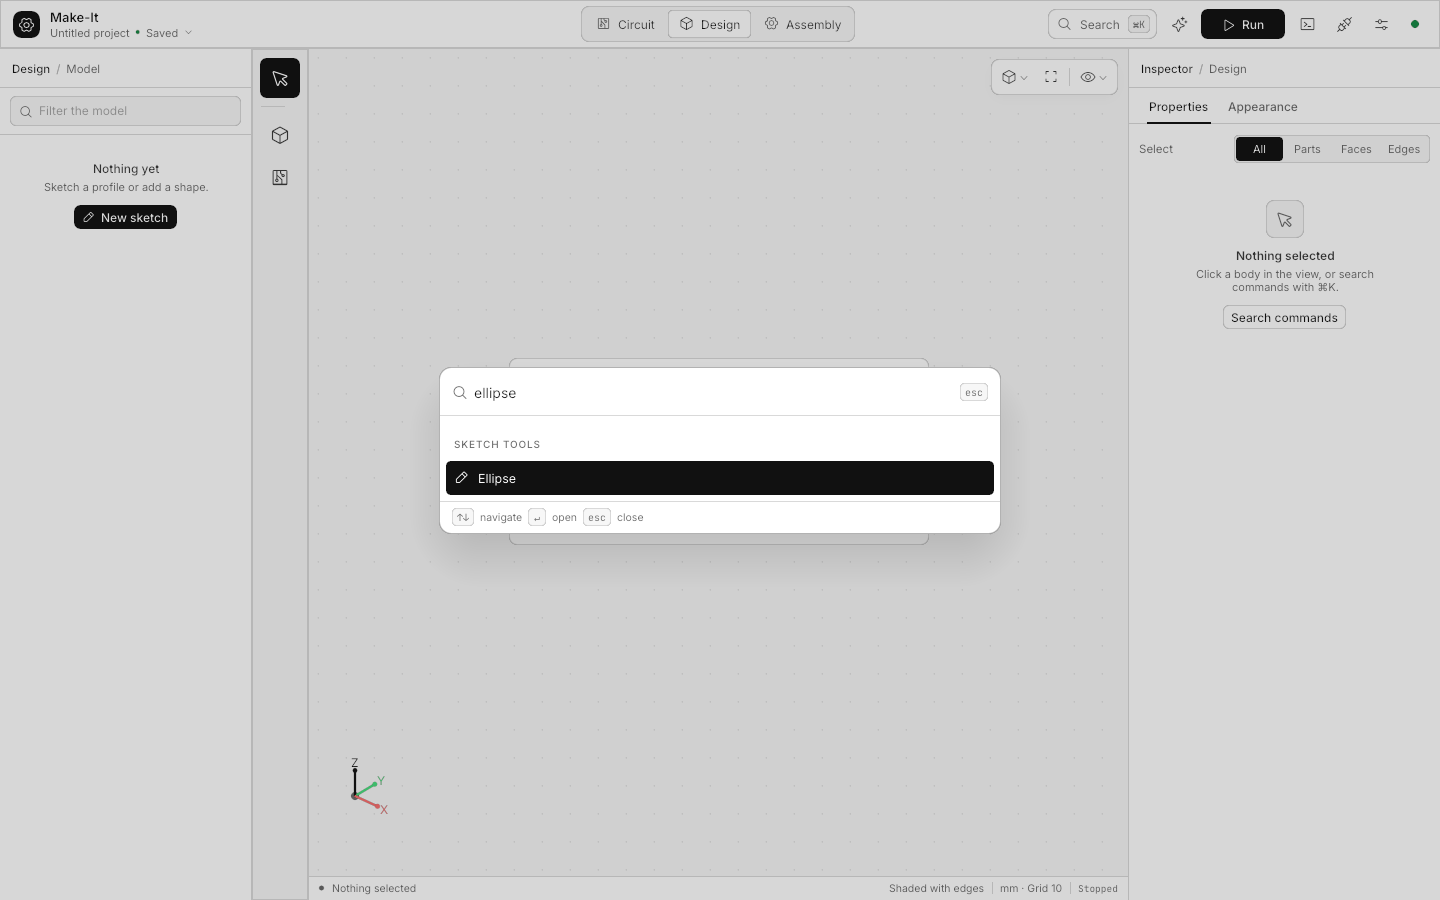 Make-It
Untitled project • Saved
Circuit
Design
Assembly
Search ⌘K
Run
Design / Model
Filter the model
Nothing yet
Sketch a profile or add a shape.
New sketch
Inspector / Design
Properties
Appearance
Select
All
Parts
Faces
Edges
Nothing selected
Click a body in the view, or search
commands with ⌘K.
Search commands
ellipse
esc
SKETCH TOOLS
Ellipse
↑↓ navigate ↵ open esc close
Z
Y
X
Nothing selected
Shaded with edges
mm · Grid 10
Stopped